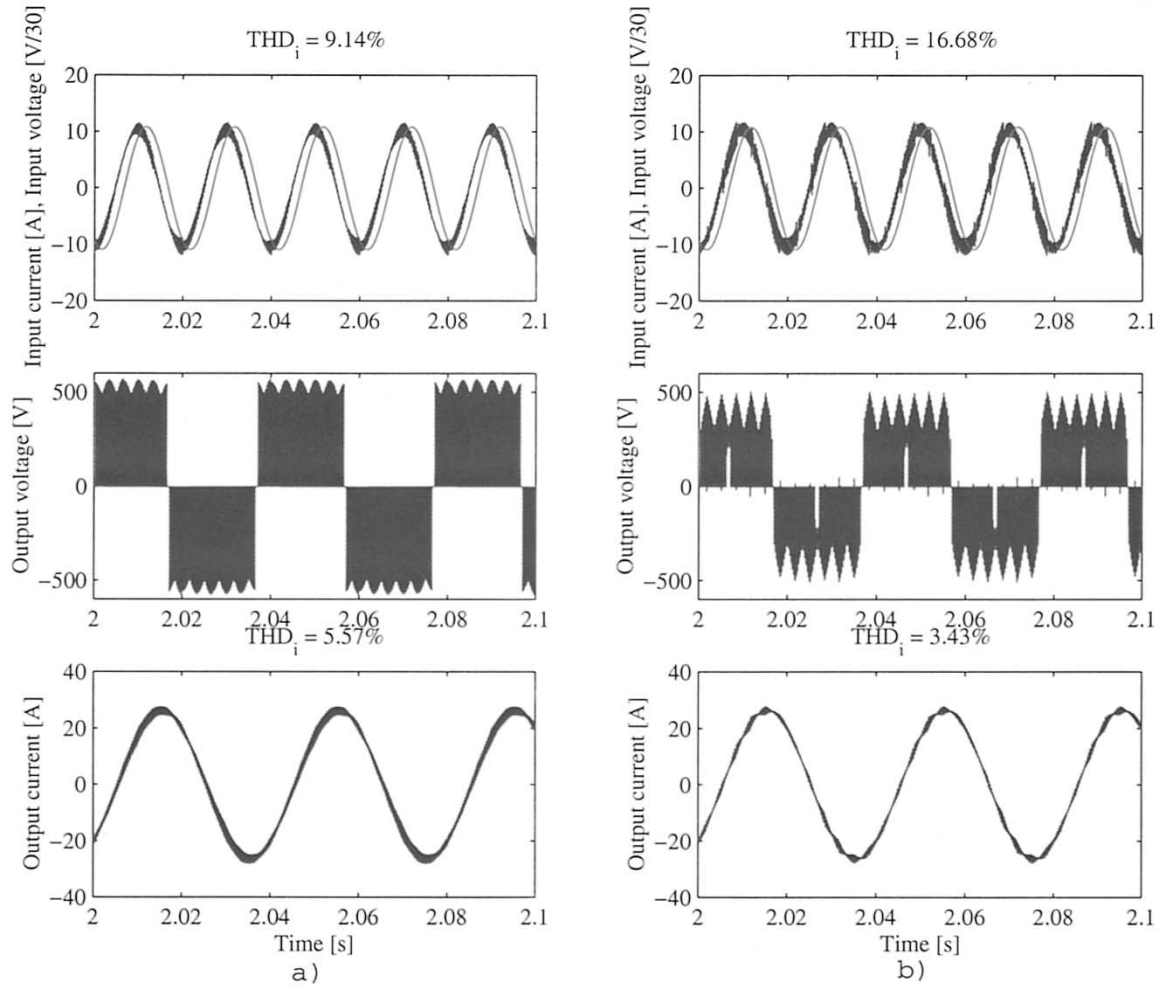 THD_i = 9.14%
Input current [A], Input voltage [V/30]
20
10
0
−10
−20
2 2.02 2.04 2.06 2.08 2.1
Output voltage [V]
500
0
−500
2 2.02 2.04 2.06 2.08 2.1
THD_i = 5.57%
Output current [A]
40
20
0
−20
−40
2 2.02 2.04 2.06 2.08 2.1
Time [s]
a)
THD_i = 16.68%
Input current [A], Input voltage [V/30]
20
10
0
−10
−20
2 2.02 2.04 2.06 2.08 2.1
Output voltage [V]
500
0
−500
2 2.02 2.04 2.06 2.08 2.1
THD_i = 3.43%
Output current [A]
40
20
0
−20
−40
2 2.02 2.04 2.06 2.08 2.1
Time [s]
b)